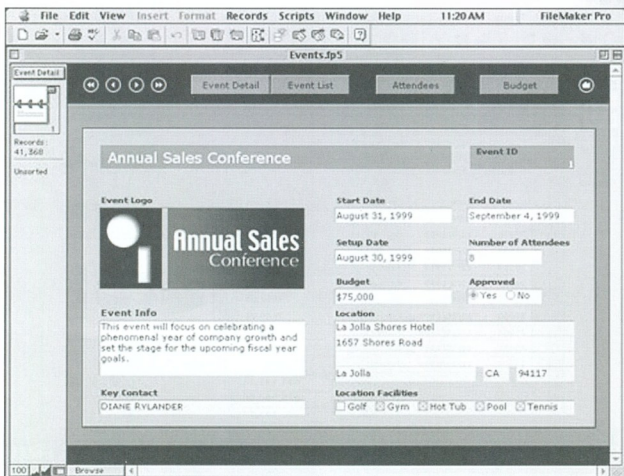 File Edit View Insert Format Records Scripts Window Help 11:20 AM FileMaker Pro
Events.fp5
Event Detail
1
Records:
41,368
Unsorted
Event Detail Event List Attendees Budget
Annual Sales Conference
Event ID
1
Event Logo
Annual Sales
Conference
Start Date
August 31, 1999
End Date
September 4, 1999
Setup Date
August 30, 1999
Number of Attendees
8
Budget
$75,000
Approved
Yes No
Event Info
This event will focus on celebrating a
phenomenal year of company growth and
set the stage for the upcoming fiscal year
goals.
Location
La Jolla Shores Hotel
1657 Shores Road
La Jolla CA 94117
Key Contact
DIANE RYLANDER
Location Facilities
Golf Gym Hot Tub Pool Tennis
100 Browse